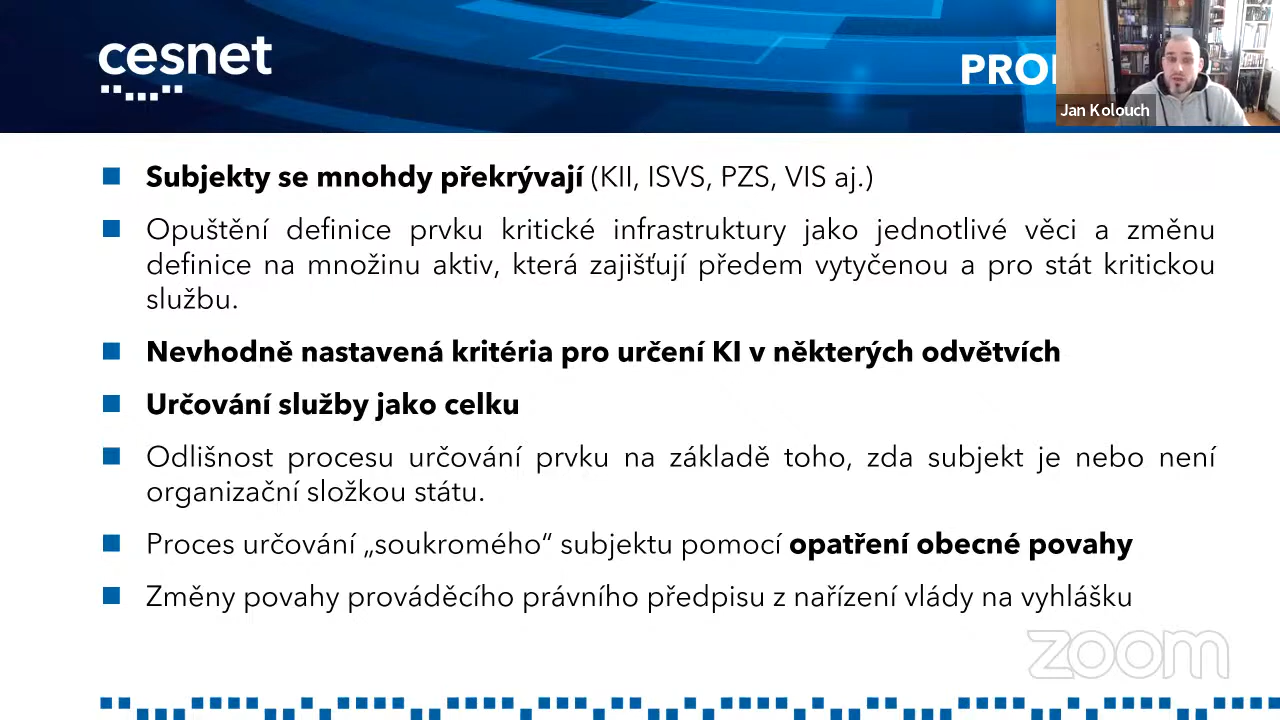 cesnet
Jan Kolouch
Subjekty se mnohdy překrývají (KII, ISVS, PZS, VIS aj.)
Opuštění definice prvku kritické infrastruktury jako jednotlivé věci a změnu
definice na množinu aktiv, která zajišťují předem vytyčenou a pro stát kritickou
službu.
Nevhodně nastavená kritéria pro určení KI v některých odvětvích
Určování služby jako celku
Odlišnost procesu určování prvku na základě toho, zda subjekt je nebo není
organizační složkou státu.
Proces určování „soukromého“ subjektu pomocí opatření obecné povahy
Změny povahy prováděcího právního předpisu z nařízení vlády na vyhlášku
zoom